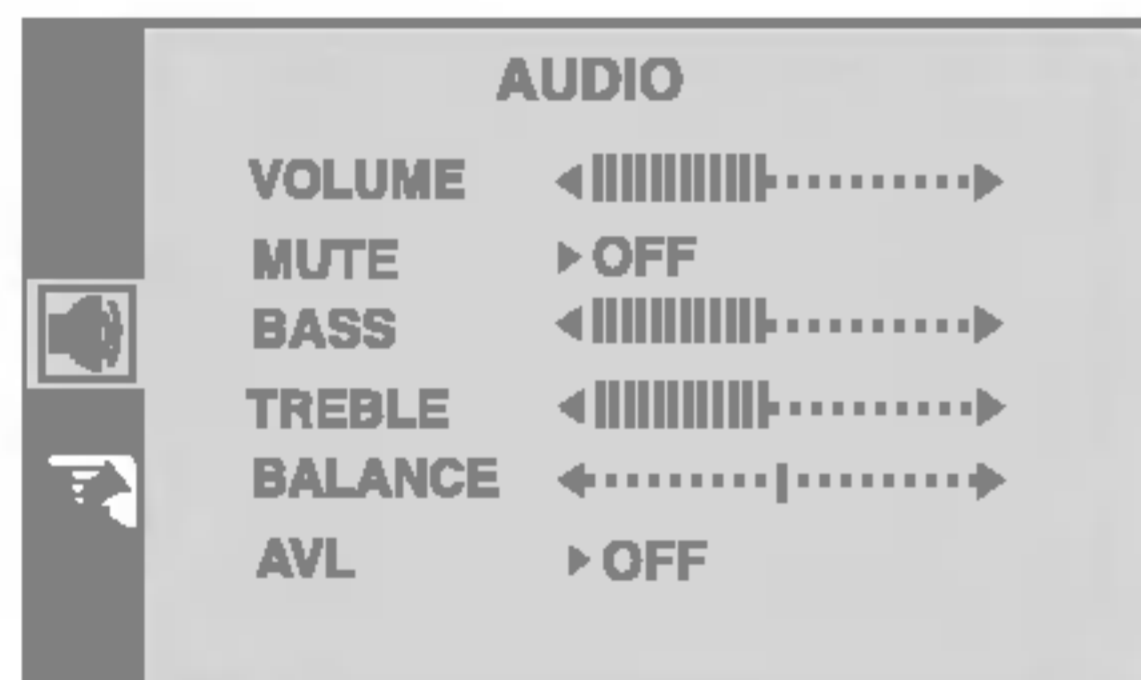 AUDIO
VOLUME
MUTE OFF
BASS
TREBLE
BALANCE
AVL OFF